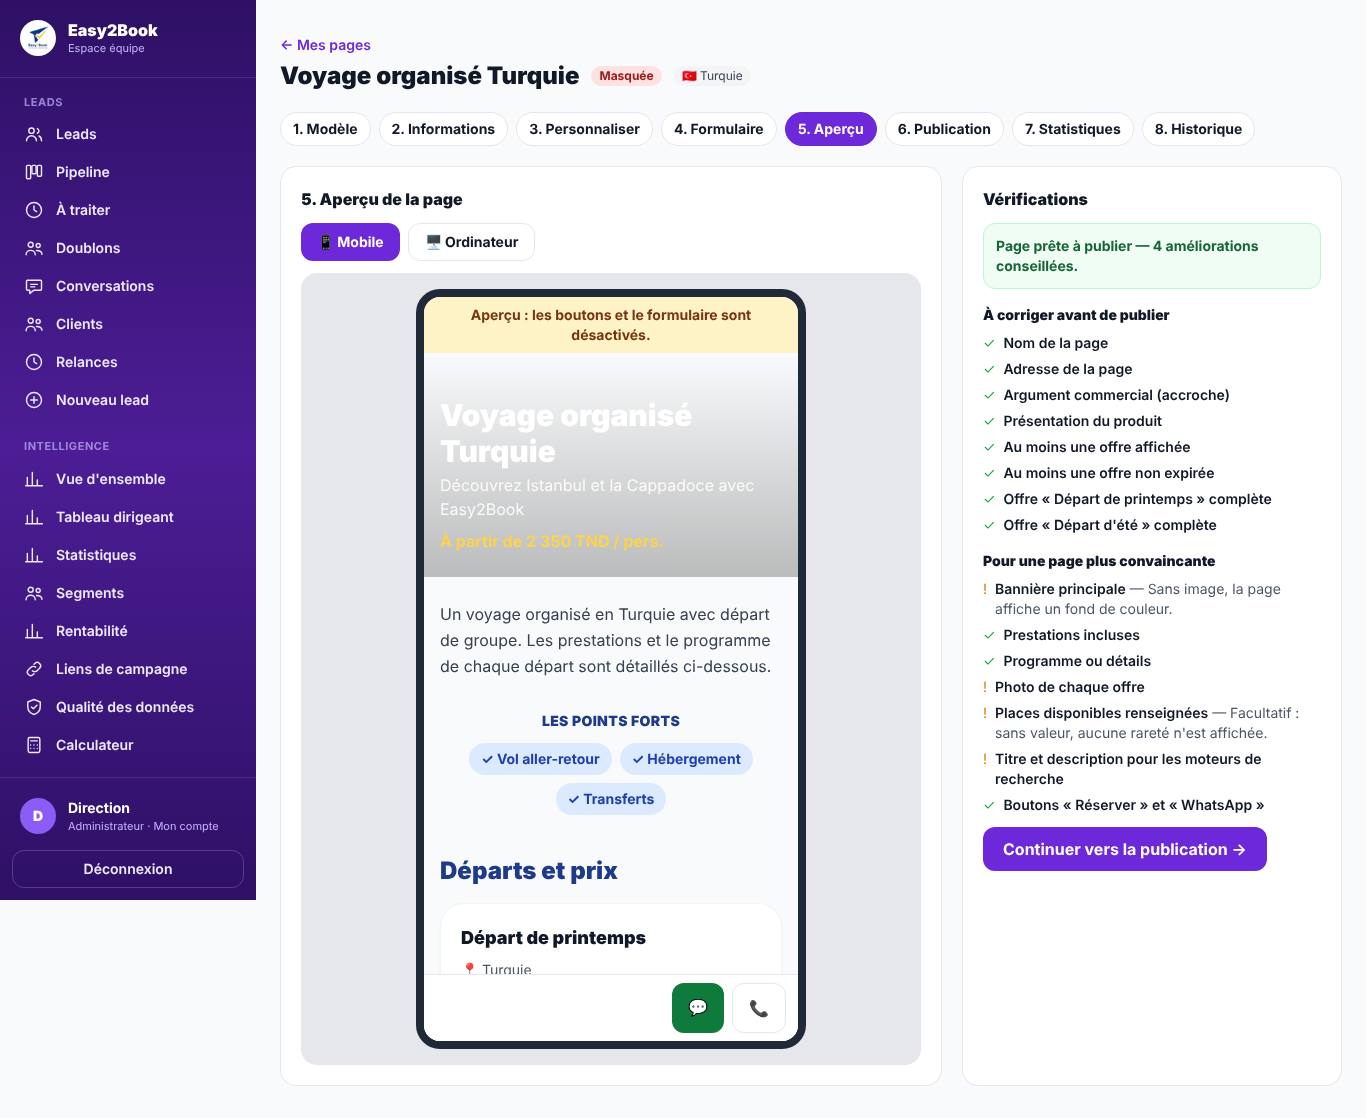 Easy2Book
Espace équipe
LEADS
Leads
Pipeline
À traiter
Doublons
Conversations
Clients
Relances
Nouveau lead
INTELLIGENCE
Vue d'ensemble
Tableau dirigeant
Statistiques
Segments
Rentabilité
Liens de campagne
Qualité des données
Calculateur
D
Direction
Administrateur · Mon compte
Déconnexion
← Mes pages
Voyage organisé Turquie
Masquée
🇹🇷 Turquie
1. Modèle
2. Informations
3. Personnaliser
4. Formulaire
5. Aperçu
6. Publication
7. Statistiques
8. Historique
5. Aperçu de la page
📱 Mobile
🖥️ Ordinateur
Aperçu : les boutons et le formulaire sont
désactivés.
Voyage organisé
Turquie
Découvrez Istanbul et la Cappadoce avec
Easy2Book
À partir de 2 350 TND / pers.
Un voyage organisé en Turquie avec départ
de groupe. Les prestations et le programme
de chaque départ sont détaillés ci-dessous.
LES POINTS FORTS
✓ Vol aller-retour
✓ Hébergement
✓ Transferts
Départs et prix
Départ de printemps
📍 Turquie
💬
📞
Vérifications
Page prête à publier — 4 améliorations
conseillées.
À corriger avant de publier
✓ Nom de la page
✓ Adresse de la page
✓ Argument commercial (accroche)
✓ Présentation du produit
✓ Au moins une offre affichée
✓ Au moins une offre non expirée
✓ Offre « Départ de printemps » complète
✓ Offre « Départ d'été » complète
Pour une page plus convaincante
! Bannière principale — Sans image, la page
affiche un fond de couleur.
✓ Prestations incluses
✓ Programme ou détails
! Photo de chaque offre
! Places disponibles renseignées — Facultatif :
sans valeur, aucune rareté n'est affichée.
! Titre et description pour les moteurs de
recherche
✓ Boutons « Réserver » et « WhatsApp »
Continuer vers la publication →